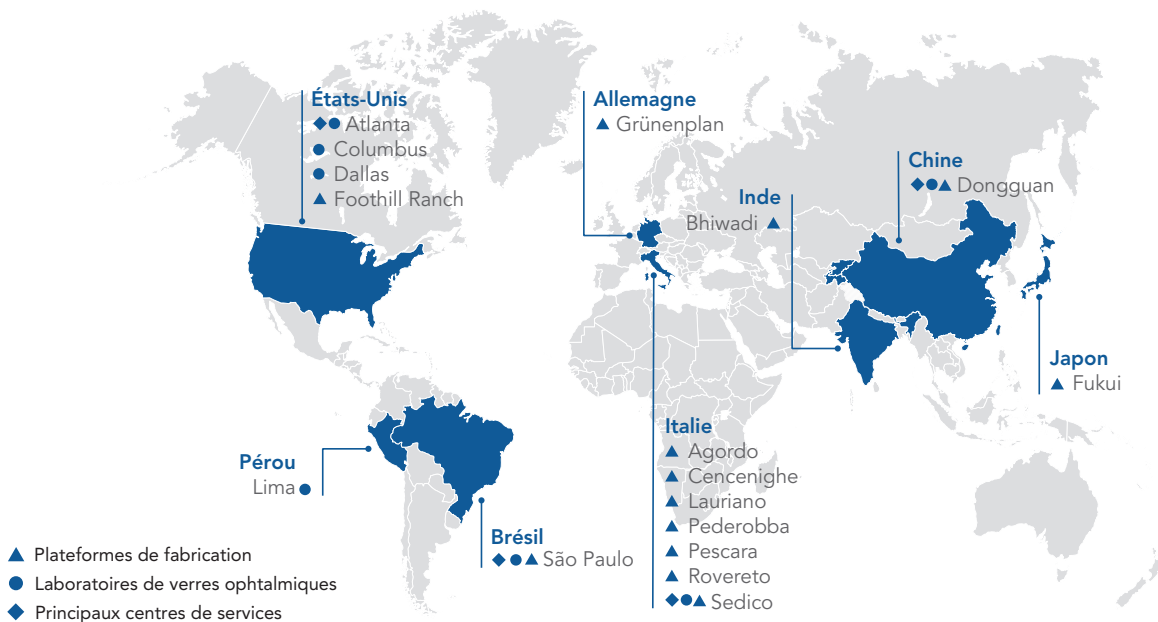 États-Unis
Atlanta
Columbus
Dallas
Foothill Ranch
Allemagne
Grünenplan
Chine
Dongguan
Inde
Bhiwadi
Japon
Fukui
Italie
Agordo
Cencenighe
Lauriano
Pederobba
Pescara
Rovereto
Sedico
Pérou
Lima
Brésil
São Paulo
Plateformes de fabrication
Laboratoires de verres ophtalmiques
Principaux centres de services